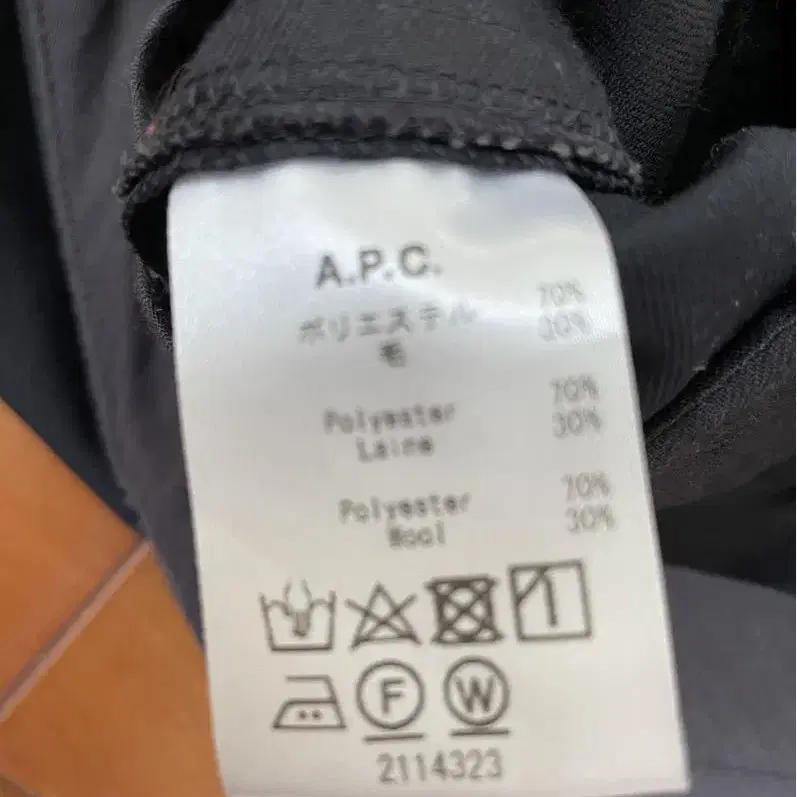 A.P.C.
ポリエステル 70%
毛 30%
Polyester 70%
Laine 30%
Polyester 70%
Wool 30%
F W
2114323